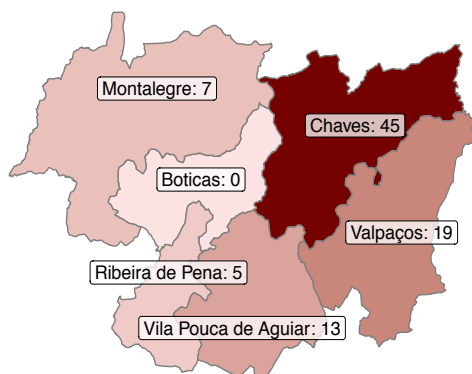 Montalegre: 7
Chaves: 45
Boticas: 0
Valpaços: 19
Ribeira de Pena: 5
Vila Pouca de Aguiar: 13